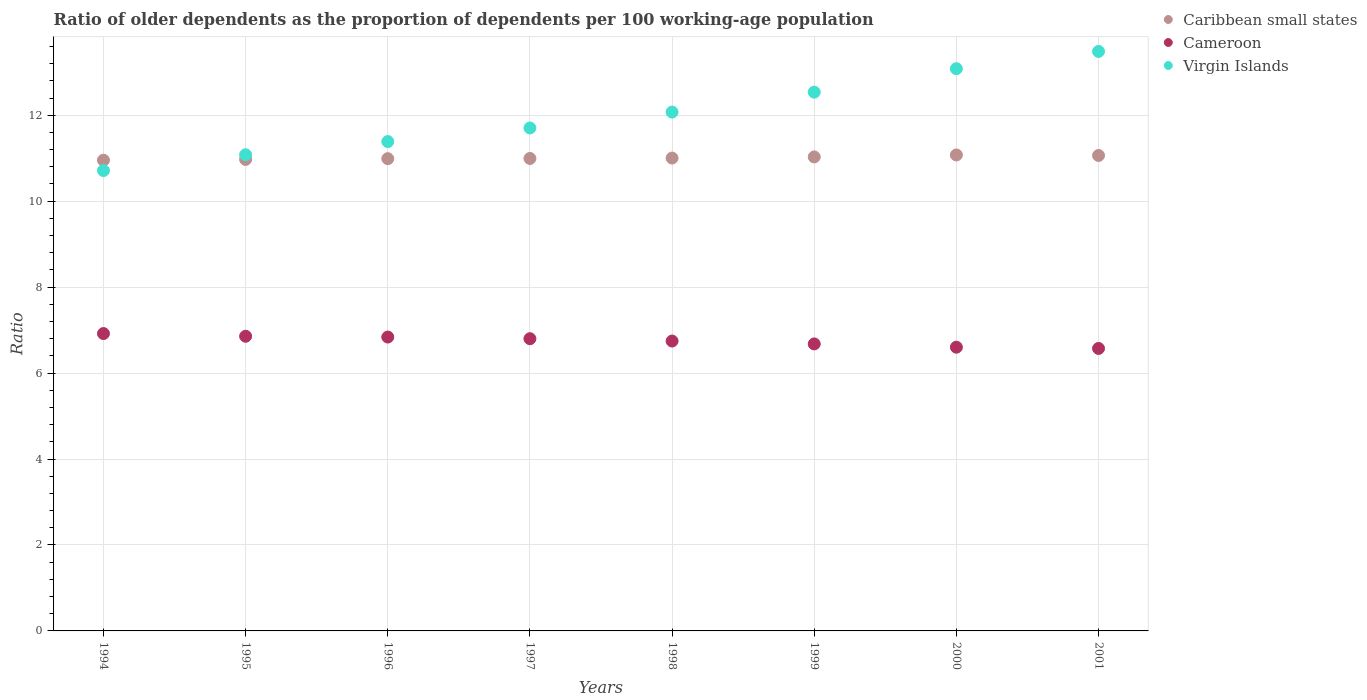 Ratio of older dependents as the proportion of dependents per 100 working-age population
Caribbean small states
Cameroon
Virgin Islands
Ratio
12
10
8
6
4
2
0
1994
1995
1996
1997
1998
1999
2000
2001
Years